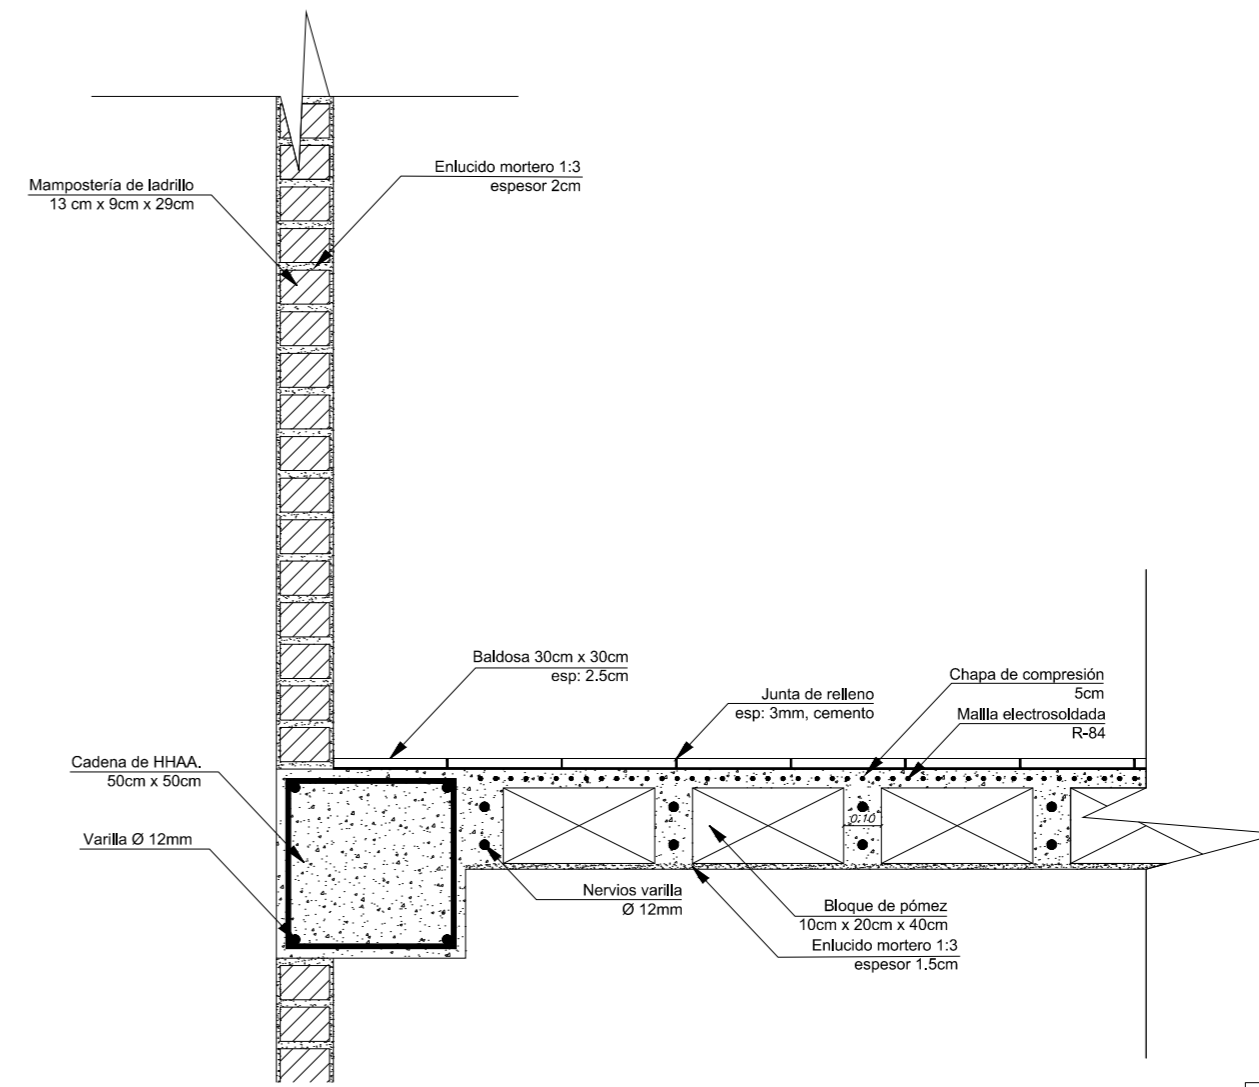 Enlucido mortero 1:3
espesor 2cm
Mampostería de ladrillo
13 cm x 9cm x 29cm
Baldosa 30cm x 30cm
esp: 2.5cm
Junta de relleno
esp: 3mm, cemento
Chapa de compresión
5cm
Mallla electrosoldada
R-84
Cadena de HHAA.
50cm x 50cm
Varilla Ø 12mm
0.10
Nervios varilla
Ø 12mm
Bloque de pómez
10cm x 20cm x 40cm
Enlucido mortero 1:3
espesor 1.5cm